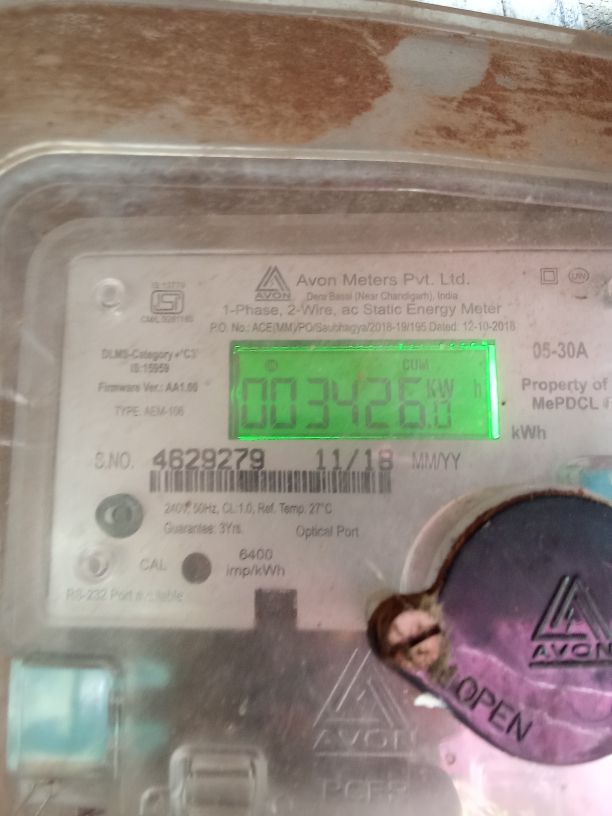 IS 13779
AVON
Avon Meters Pvt. Ltd.
Dera Bassi (Near Chandigarh), India
1-Phase, 2-Wire, ac Static Energy Meter
P.O. No.: ACE(MM)/PO/Saubhagya/2018-19/195 Dated: 12-10-2018
DLMS-Category-'C3'
IS:15959
Firmware Ver.: AA1.00
TYPE: AEM-106
CUM
003426.0 KW h
kWh
05-30A
Property of
MePDCL
S.NO. 4629279 11/18 MM/YY
240V, 50Hz, CL:1.0, Ref. Temp. 27°C
Guarantee: 3Yrs.
Optical Port
CAL
6400
imp/kWh
RS-232 Port
AVON
OPEN
AVON